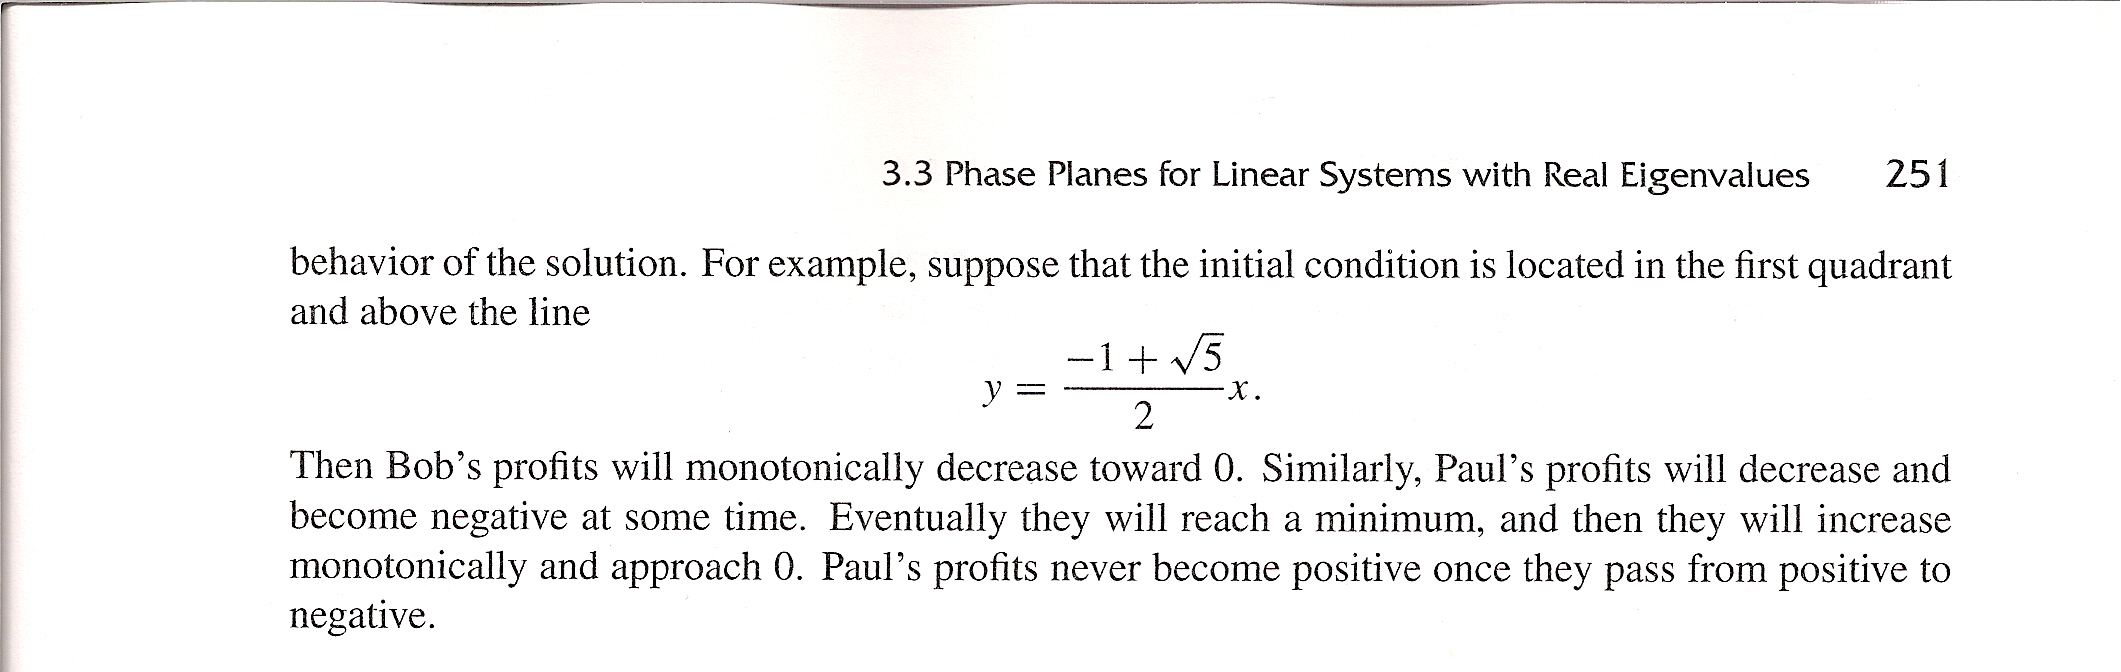 3.3 Phase Planes for Linear Systems with Real Eigenvalues 251
behavior of the solution. For example, suppose that the initial condition is located in the first quadrant
and above the line
y = \frac{-1 + \sqrt{5}}{2}x.
Then Bob's profits will monotonically decrease toward 0. Similarly, Paul's profits will decrease and
become negative at some time. Eventually they will reach a minimum, and then they will increase
monotonically and approach 0. Paul's profits never become positive once they pass from positive to
negative.